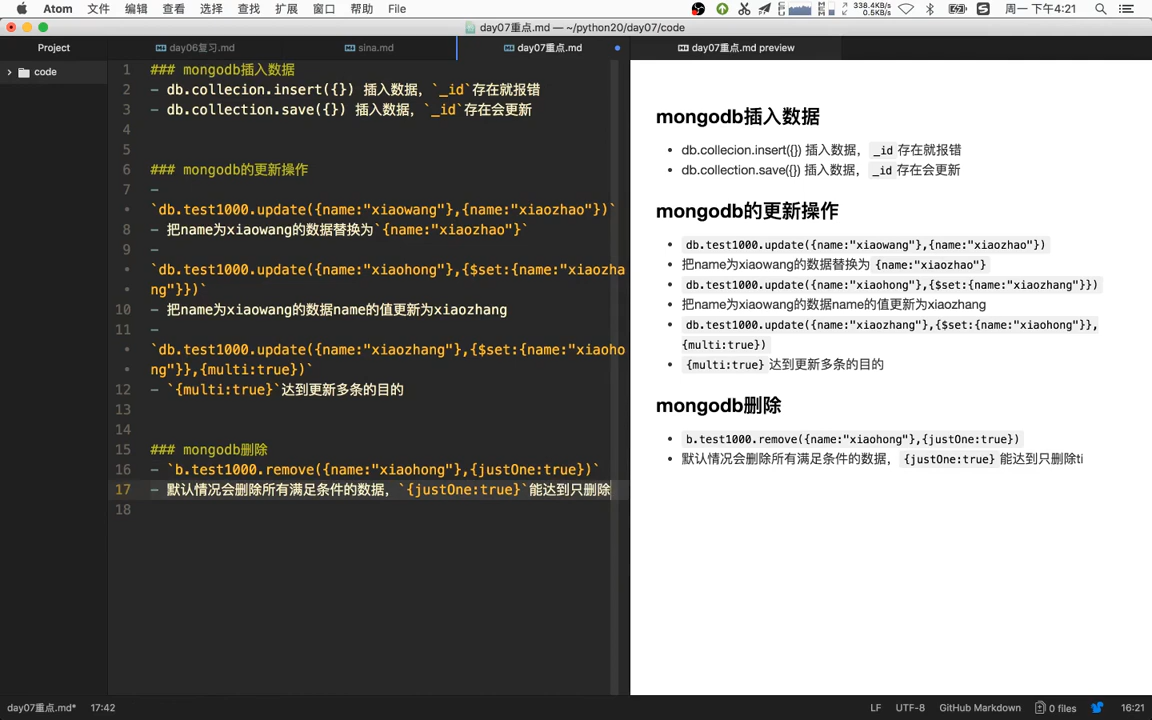 Atom 文件 编辑 查看 选择 查找 扩展 窗口 帮助 File 338.4KB/s 0.5KB/s 周一 下午4:21
day07重点.md — ~/python20/day07/code
Project day06复习.md sina.md day07重点.md day07重点.md preview
code
1 ### mongodb插入数据
2 - db.collecion.insert({}) 插入数据，`_id`存在就报错
3 - db.collection.save({}) 插入数据，`_id`存在会更新
4
5
6 ### mongodb的更新操作
7 -
• `db.test1000.update({name:"xiaowang"},{name:"xiaozhao"})`
8 - 把name为xiaowang的数据替换为`{name:"xiaozhao"}`
9 -
• `db.test1000.update({name:"xiaohong"},{$set:{name:"xiaozha
• ng"}})`
10 - 把name为xiaowang的数据name的值更新为xiaozhang
11 -
• `db.test1000.update({name:"xiaozhang"},{$set:{name:"xiaoho
• ng"}},{multi:true})`
12 - `{multi:true}`达到更新多条的目的
13
14
15 ### mongodb删除
16 - `b.test1000.remove({name:"xiaohong"},{justOne:true})`
17 - 默认情况会删除所有满足条件的数据，`{justOne:true}`能达到只删除
18
mongodb插入数据
• db.collecion.insert({}) 插入数据， _id 存在就报错
• db.collection.save({}) 插入数据， _id 存在会更新
mongodb的更新操作
• db.test1000.update({name:"xiaowang"},{name:"xiaozhao"})
• 把name为xiaowang的数据替换为 {name:"xiaozhao"}
• db.test1000.update({name:"xiaohong"},{$set:{name:"xiaozhang"}})
• 把name为xiaowang的数据name的值更新为xiaozhang
• db.test1000.update({name:"xiaozhang"},{$set:{name:"xiaohong"}},
{multi:true})
• {multi:true} 达到更新多条的目的
mongodb删除
• b.test1000.remove({name:"xiaohong"},{justOne:true})
• 默认情况会删除所有满足条件的数据， {justOne:true} 能达到只删除ti
day07重点.md* 17:42 LF UTF-8 GitHub Markdown 0 files 16:21